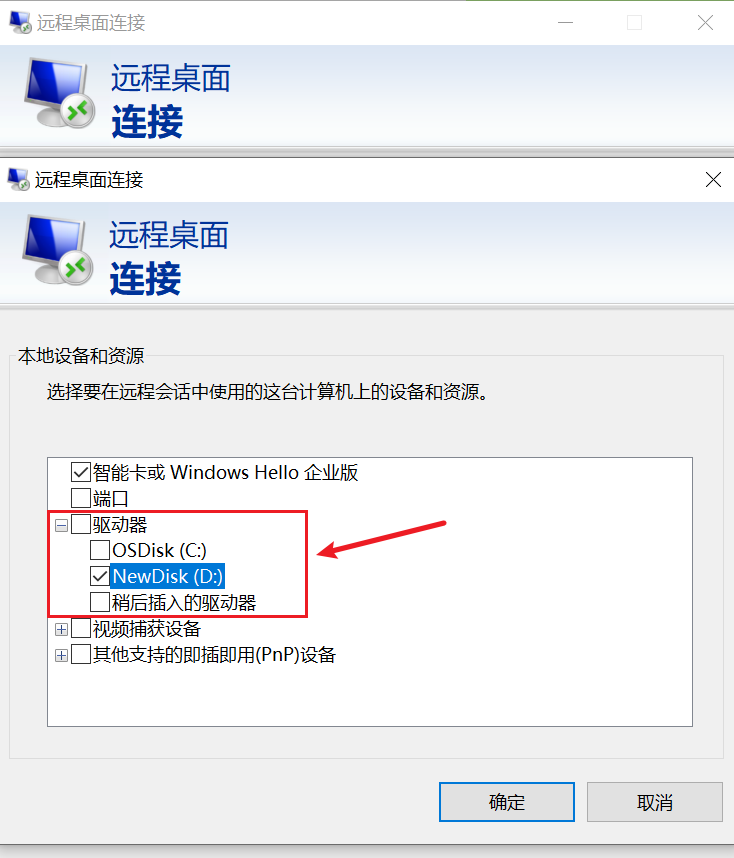 远程桌面连接
远程桌面
连接
远程桌面连接
远程桌面
连接
本地设备和资源
选择要在远程会话中使用的这台计算机上的设备和资源。
智能卡或 Windows Hello 企业版
端口
驱动器
OSDisk (C:)
NewDisk (D:)
稍后插入的驱动器
视频捕获设备
其他支持的即插即用(PnP)设备
确定
取消